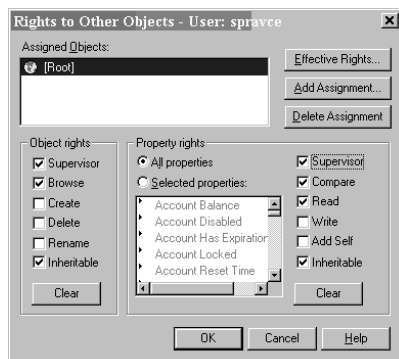 Rights to Other Objects - User: spravce
Assigned Objects:
[Root]
Effective Rights...
Add Assignment...
Delete Assignment
Object rights
Supervisor
Browse
Create
Delete
Rename
Inheritable
Clear
Property rights
All properties
Selected properties:
Account Balance
Account Disabled
Account Has Expiration
Account Locked
Account Reset Time
Supervisor
Compare
Read
Write
Add Self
Inheritable
Clear
OK
Cancel
Help